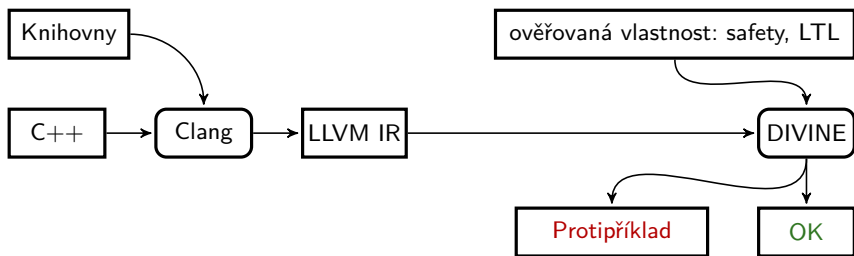 Knihovny
ověřovaná vlastnost: safety, LTL
C++
Clang
LLVM IR
DIVINE
Protipříklad
OK